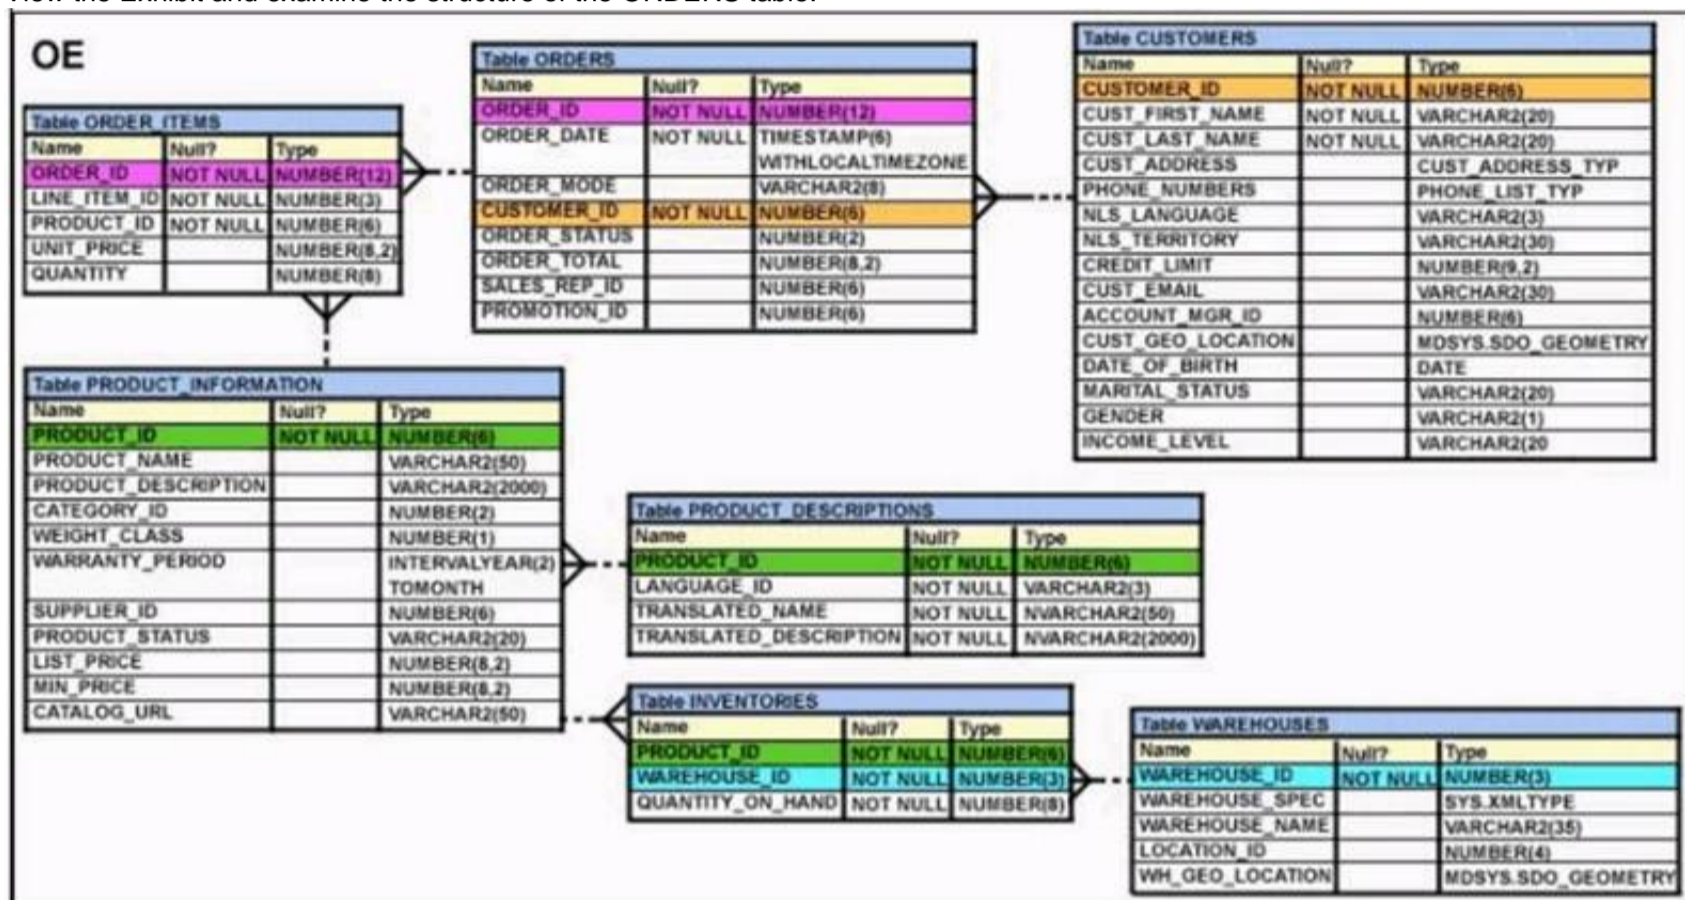 OE
Table ORDER_ITEMS
Name Null? Type
ORDER_ID NOT NULL NUMBER(12)
LINE_ITEM_ID NOT NULL NUMBER(3)
PRODUCT_ID NOT NULL NUMBER(6)
UNIT_PRICE NUMBER(8,2)
QUANTITY NUMBER(8)
Table ORDERS
Name Null? Type
ORDER_ID NOT NULL NUMBER(12)
ORDER_DATE NOT NULL TIMESTAMP(6)
WITHLOCALTIMEZONE
ORDER_MODE VARCHAR2(8)
CUSTOMER_ID NOT NULL NUMBER(6)
ORDER_STATUS NUMBER(2)
ORDER_TOTAL NUMBER(8,2)
SALES_REP_ID NUMBER(6)
PROMOTION_ID NUMBER(6)
Table CUSTOMERS
Name Null? Type
CUSTOMER_ID NOT NULL NUMBER(6)
CUST_FIRST_NAME NOT NULL VARCHAR2(20)
CUST_LAST_NAME NOT NULL VARCHAR2(20)
CUST_ADDRESS CUST_ADDRESS_TYP
PHONE_NUMBERS PHONE_LIST_TYP
NLS_LANGUAGE VARCHAR2(3)
NLS_TERRITORY VARCHAR2(30)
CREDIT_LIMIT NUMBER(9,2)
CUST_EMAIL VARCHAR2(30)
ACCOUNT_MGR_ID NUMBER(6)
CUST_GEO_LOCATION MDSYS.SDO_GEOMETRY
DATE_OF_BIRTH DATE
MARITAL_STATUS VARCHAR2(20)
GENDER VARCHAR2(1)
INCOME_LEVEL VARCHAR2(20
Table PRODUCT_INFORMATION
Name Null? Type
PRODUCT_ID NOT NULL NUMBER(6)
PRODUCT_NAME VARCHAR2(50)
PRODUCT_DESCRIPTION VARCHAR2(2000)
CATEGORY_ID NUMBER(2)
WEIGHT_CLASS NUMBER(1)
WARRANTY_PERIOD INTERVALYEAR(2)
TOMONTH
SUPPLIER_ID NUMBER(6)
PRODUCT_STATUS VARCHAR2(20)
LIST_PRICE NUMBER(8,2)
MIN_PRICE NUMBER(8,2)
CATALOG_URL VARCHAR2(50)
Table PRODUCT_DESCRIPTIONS
Name Null? Type
PRODUCT_ID NOT NULL NUMBER(6)
LANGUAGE_ID NOT NULL VARCHAR2(3)
TRANSLATED_NAME NOT NULL NVARCHAR2(50)
TRANSLATED_DESCRIPTION NOT NULL NVARCHAR2(2000)
Table INVENTORIES
Name Null? Type
PRODUCT_ID NOT NULL NUMBER(6)
WAREHOUSE_ID NOT NULL NUMBER(3)
QUANTITY_ON_HAND NOT NULL NUMBER(8)
Table WAREHOUSES
Name Null? Type
WAREHOUSE_ID NOT NULL NUMBER(3)
WAREHOUSE_SPEC SYS.XMLTYPE
WAREHOUSE_NAME VARCHAR2(35)
LOCATION_ID NUMBER(4)
WH_GEO_LOCATION MDSYS.SDO_GEOMETRY